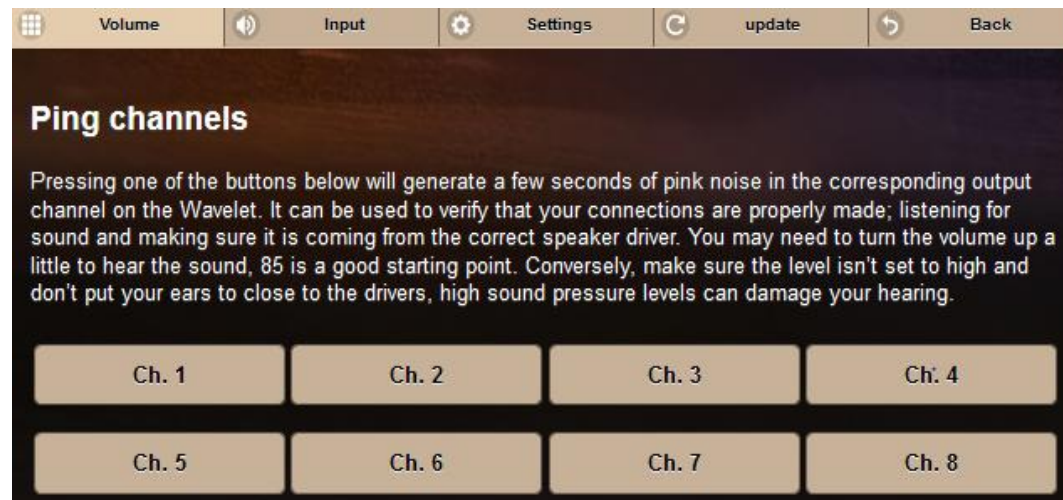 Volume Input Settings update Back
Ping channels
Pressing one of the buttons below will generate a few seconds of pink noise in the corresponding output
channel on the Wavelet. It can be used to verify that your connections are properly made; listening for
sound and making sure it is coming from the correct speaker driver. You may need to turn the volume up a
little to hear the sound, 85 is a good starting point. Conversely, make sure the level isn't set to high and
don't put your ears to close to the drivers, high sound pressure levels can damage your hearing.
Ch. 1 Ch. 2 Ch. 3 Ch. 4
Ch. 5 Ch. 6 Ch. 7 Ch. 8